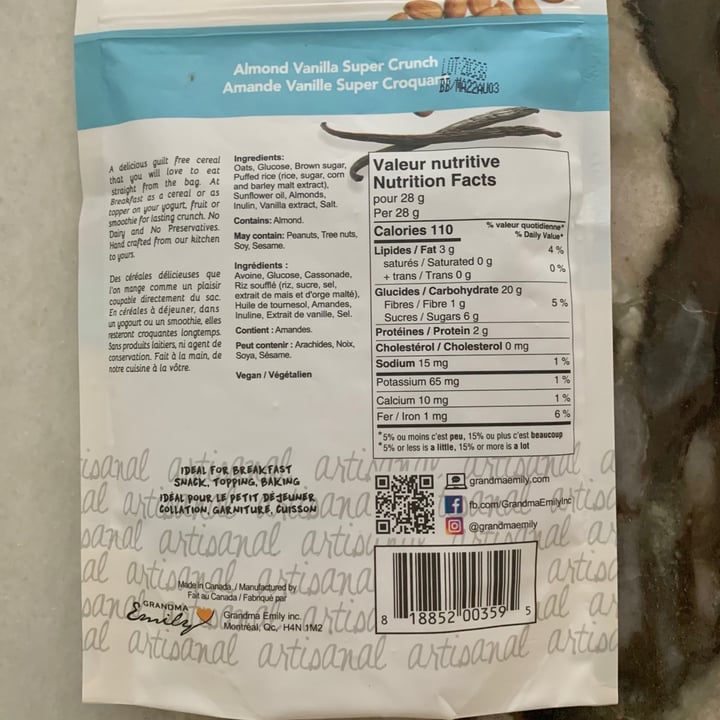 Almond Vanilla Super Crunch
Amande Vanille Super Croquant
LOT:20238
BB/MA22AU03
A delicious guilt free cereal
that you will love to eat
straight from the bag. At
Breakfast as a cereal or as
topper on your yogurt, fruit or
smoothie for lasting crunch. No
Dairy and No Preservatives.
Hand crafted from our kitchen
to yours.
Des céréales délicieuses que
l'on mange comme un plaisir
coupable directement du sac.
En céréales à déjeuner, dans
un yogourt ou un smoothie, elles
resteront croquantes longtemps.
Sans produits laitiers, ni agent de
conservation. Fait à la main, de
notre cuisine à la vôtre.
Ingredients:
Oats, Glucose, Brown sugar,
Puffed rice (rice, sugar, corn
and barley malt extract),
Sunflower oil, Almonds,
Inulin, Vanilla extract, Salt.
Contains: Almond.
May contain: Peanuts, Tree nuts,
Soy, Sesame.
Ingrédients :
Avoine, Glucose, Cassonade,
Riz soufflé (riz, sucre, sel,
extrait de mais et d'orge malté),
Huile de tournesol, Amandes,
Inuline, Extrait de vanille, Sel.
Contient : Amandes.
Peut contenir : Arachides, Noix,
Soya, Sésame.
Vegan / Végétalien
Valeur nutritive
Nutrition Facts
pour 28 g
Per 28 g
Calories 110
% valeur quotidienne*
% Daily Value*
Lipides / Fat 3 g 4 %
saturés / Saturated 0 g
+ trans / Trans 0 g 0 %
Glucides / Carbohydrate 20 g
Fibres / Fibre 1 g 5 %
Sucres / Sugars 6 g
Protéines / Protein 2 g
Cholestérol / Cholesterol 0 mg
Sodium 15 mg 1 %
Potassium 65 mg 1 %
Calcium 10 mg 1 %
Fer / Iron 1 mg 6 %
*5% ou moins c'est peu, 15% ou plus c'est beaucoup
*5% or less is a little, 15% or more is a lot
IDEAL FOR BREAKFAST
SNACK, TOPPING, BAKING
IDÉAL POUR LE PETIT DÉJEUNER
COLLATION, GARNITURE, CUISSON
grandmaemily.com
fb.com/GrandmaEmilyInc
@grandmaemily
Made in Canada / Manufactured by
Fait au Canada / Fabriqué par
GRANDMA
Emily
Grandma Emily inc.
Montréal, Qc, H4N 1M2
8 18852 00359 5
artisanal artisanal artisanal